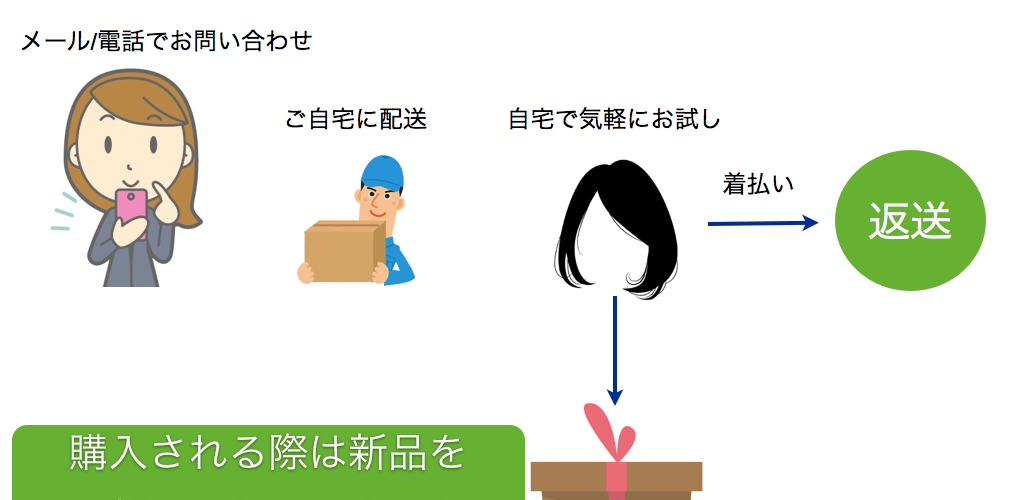 メール/電話でお問い合わせ
ご自宅に配送
自宅で気軽にお試し
着払い
返送
購入される際は新品を